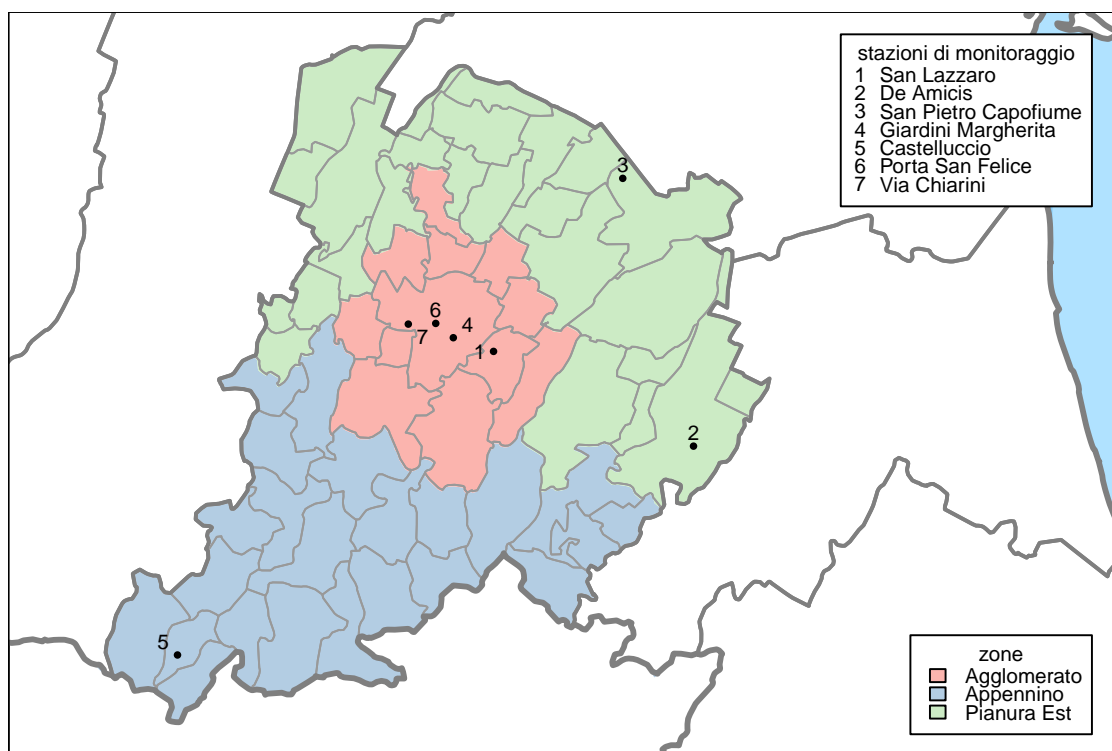 stazioni di monitoraggio
1 San Lazzaro
2 De Amicis
3 San Pietro Capofiume
4 Giardini Margherita
5 Castelluccio
6 Porta San Felice
7 Via Chiarini
3
6
7
4
1
2
5
zone
Agglomerato
Appennino
Pianura Est